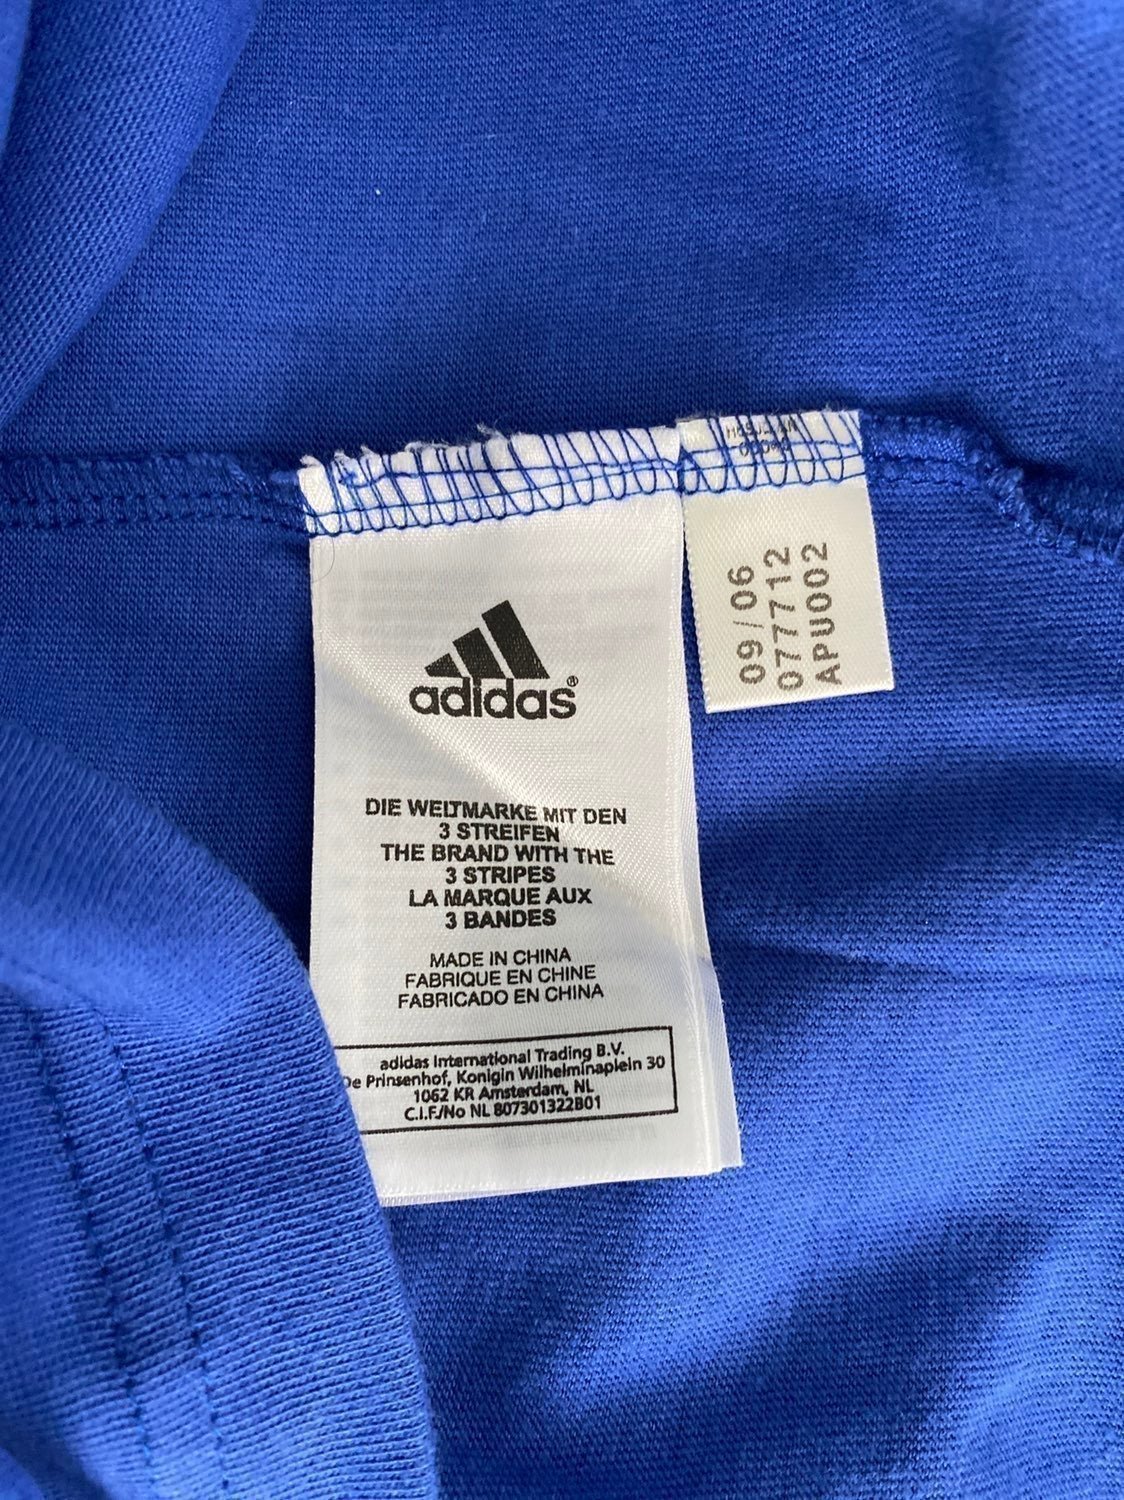 adidas®
DIE WELTMARKE MIT DEN
3 STREIFEN
THE BRAND WITH THE
3 STRIPES
LA MARQUE AUX
3 BANDES
MADE IN CHINA
FABRIQUE EN CHINE
FABRICADO EN CHINA
adidas International Trading B.V.
De Prinsenhof, Konigin Wilhelminaplein 30
1062 KR Amsterdam, NL
C.I.F./No NL 807301322B01
09/06
077712
APU002